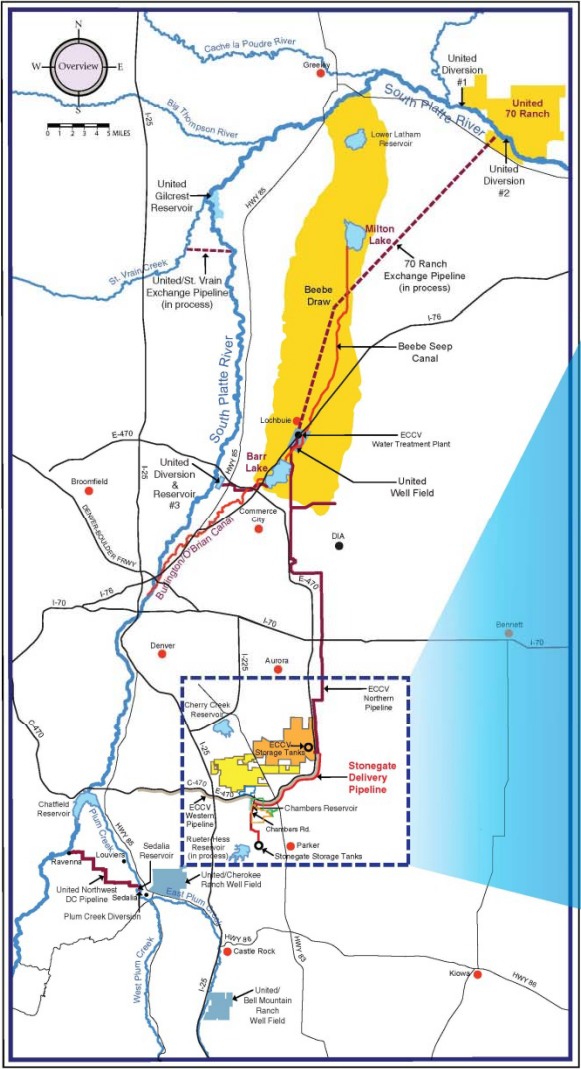 N
W
Overview
E
S
0 1 2 3 4 5 MILES
Cache la Poudre River
Greeley
United
Diversion
#1
South Platte River
United
70 Ranch
Big Thompson River
I-25
Lower Latham
Reservoir
United
Diversion
#2
HWY 85
United
Gilcrest
Reservoir
Milton
Lake
St. Vrain Creek
United/St. Vrain
Exchange Pipeline
(in process)
70 Ranch
Exchange Pipeline
(in process)
Beebe
Draw
I-76
Beebe Seep
Canal
South Platte River
Lochbuie
ECCV
Water Treatment Plant
E-470
HWY 85
Barr
Lake
United
Diversion
&
Reservoir
#3
I-25
United
Well Field
Broomfield
Commerce
City
DENVER-BOULDER FRWY
Burlington/O'Brian Canal
DIA
E-470
I-76
I-70
I-70
Bennett
I-70
Denver
I-225
Aurora
ECCV
Northern
Pipeline
C-470
Cherry Creek
Reservoir
I-25
ECCV
Storage Tanks
Stonegate
Delivery
Pipeline
C-470
E-470
Chatfield
Reservoir
ECCV
Western
Pipeline
Chambers Reservoir
Chambers Rd.
Plum Creek
HWY 85
Sedalia
Reservoir
Rueter-Hess
Reservoir
(in process)
Parker
Stonegate Storage Tanks
Louviers
Ravenna
United/Cherokee
Ranch Well Field
United Northwest
DC Pipeline
Sedalia
Plum Creek Diversion
East Plum Creek
HWY 86
Castle Rock
HWY 83
West Plum Creek
I-25
Kiowa
HWY 86
United/
Bell Mountain
Ranch
Well Field